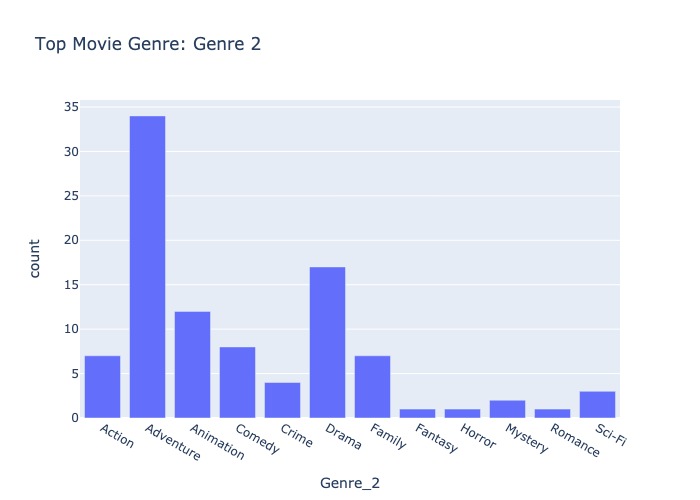 Top Movie Genre: Genre 2
count
35
30
25
20
15
10
5
0
Action
Adventure
Animation
Comedy
Crime
Drama
Family
Fantasy
Horror
Mystery
Romance
Sci-Fi
Genre_2